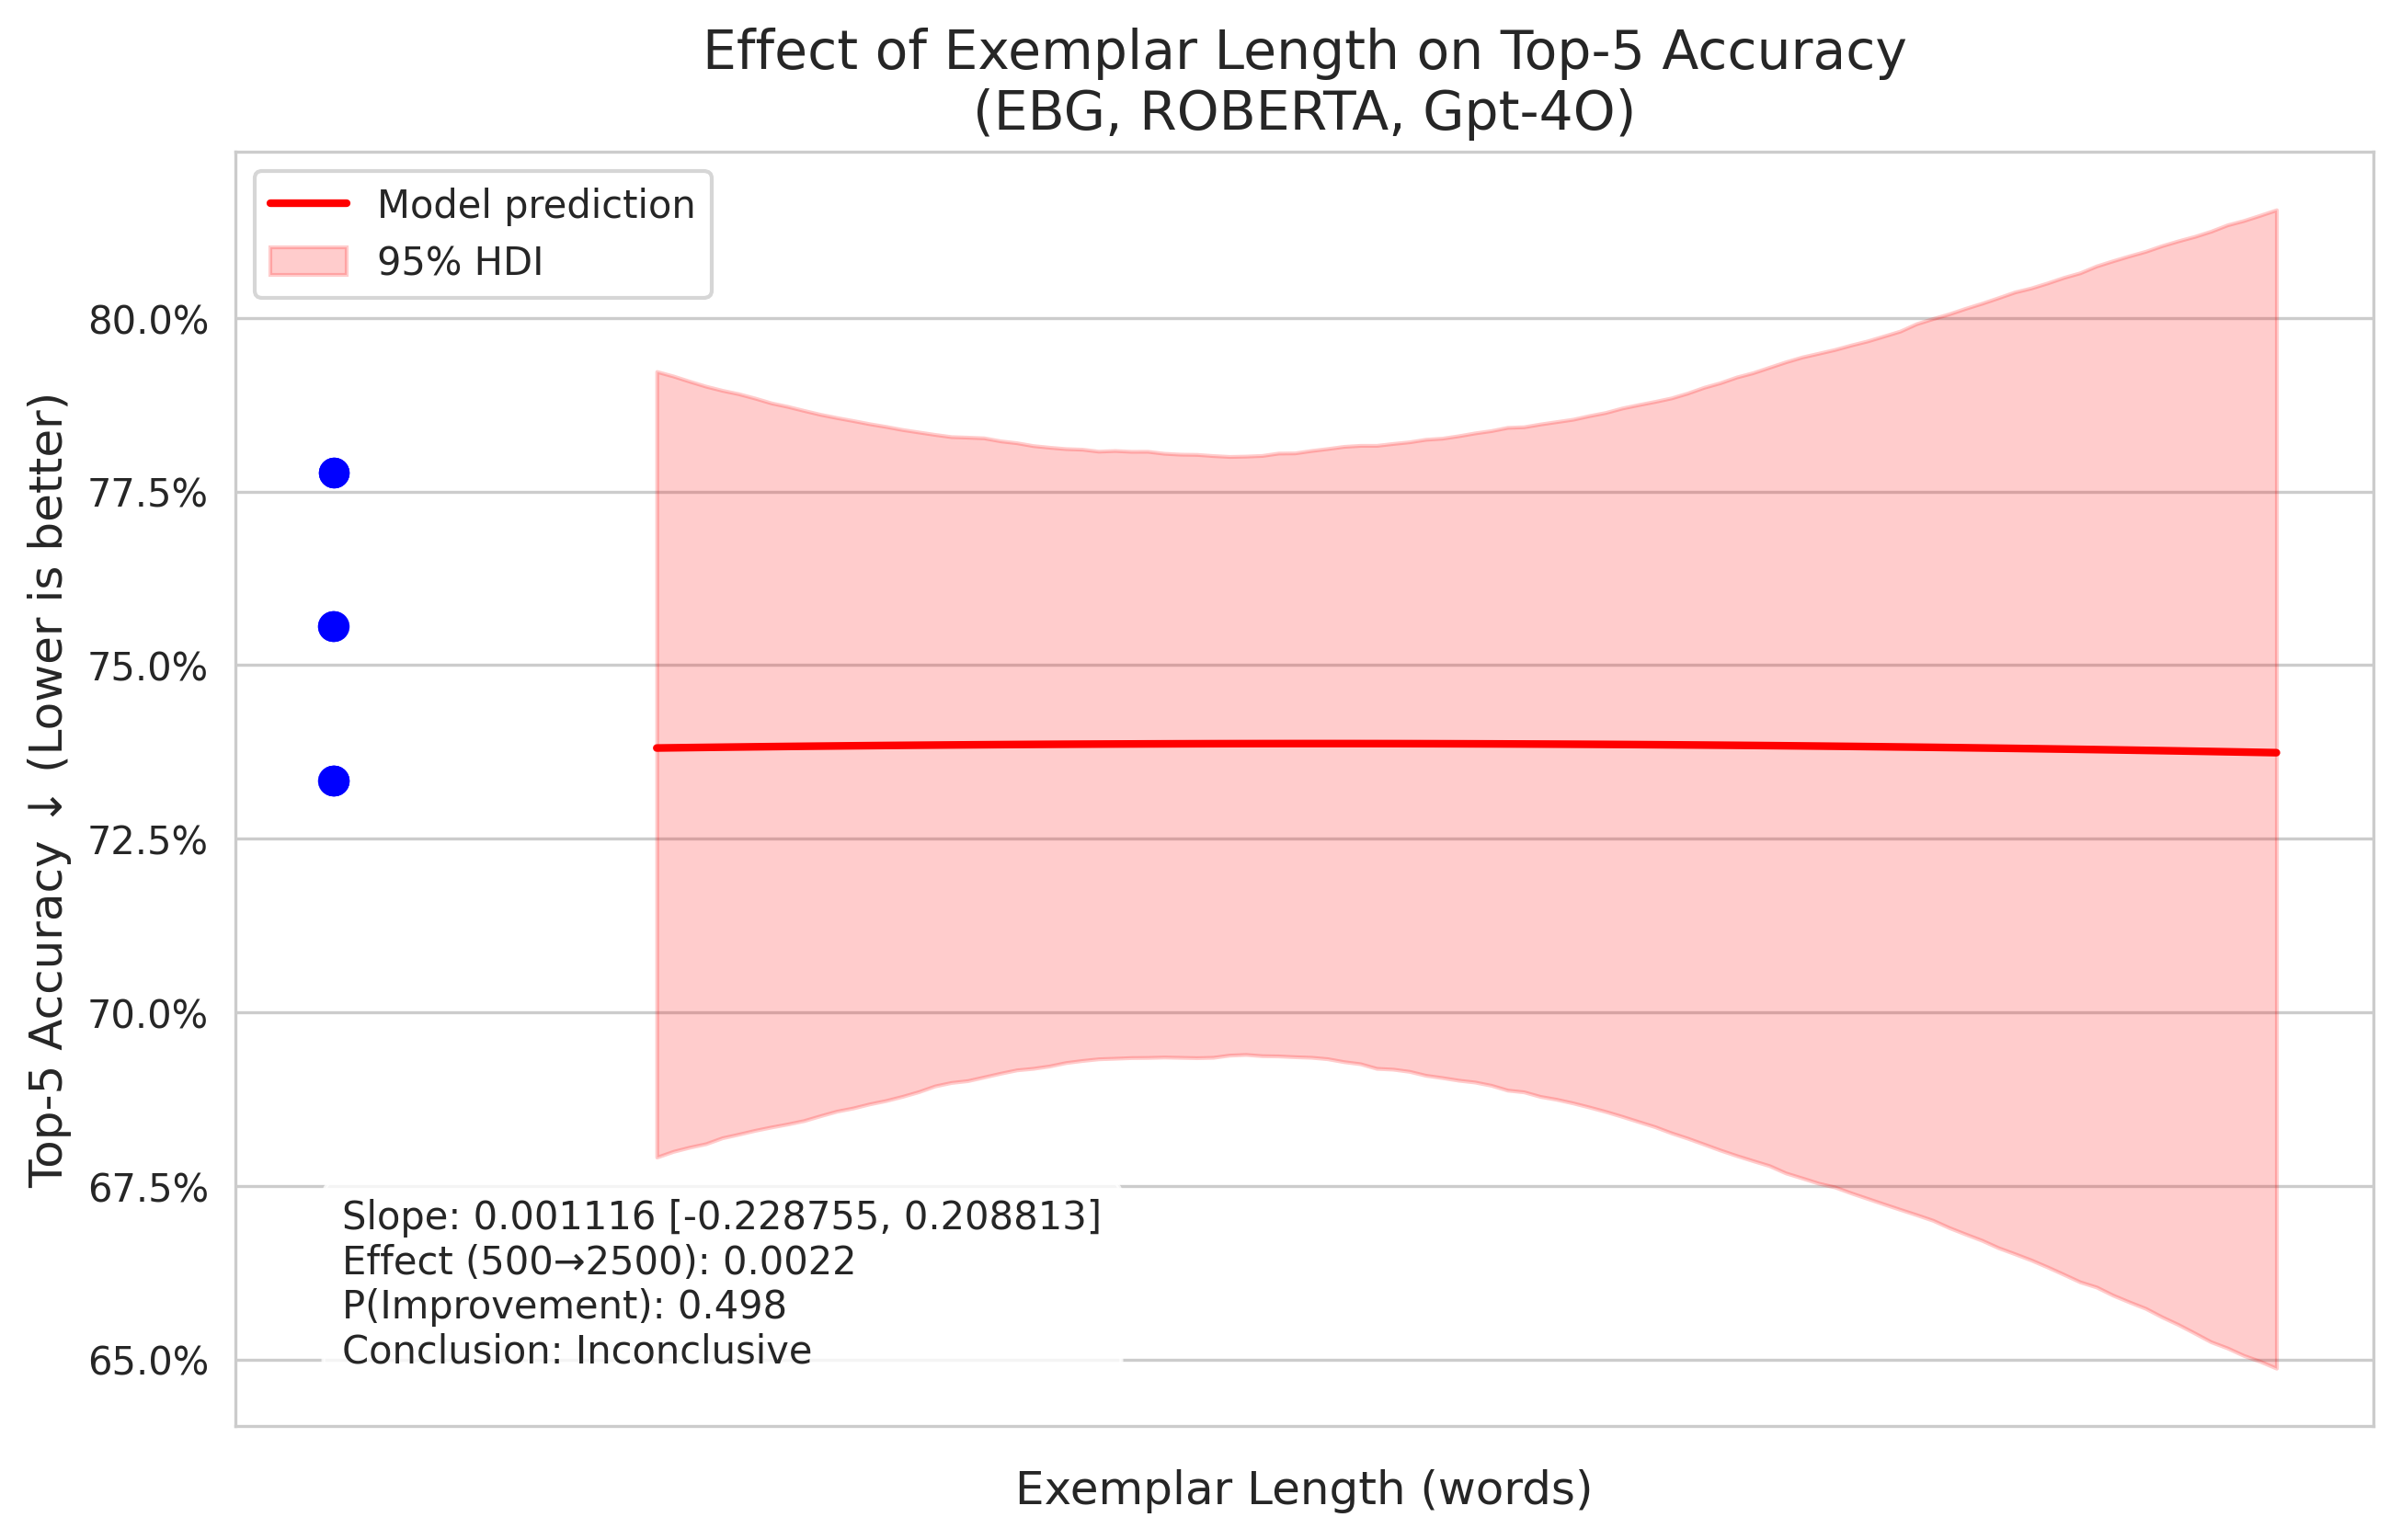 Effect of Exemplar Length on Top-5 Accuracy
(EBG, ROBERTA, Gpt-4O)
Model prediction
95% HDI
Top-5 Accuracy ↓ (Lower is better)
80.0%
77.5%
75.0%
72.5%
70.0%
67.5%
65.0%
Slope: 0.001116 [-0.228755, 0.208813]
Effect (500→2500): 0.0022
P(Improvement): 0.498
Conclusion: Inconclusive
Exemplar Length (words)